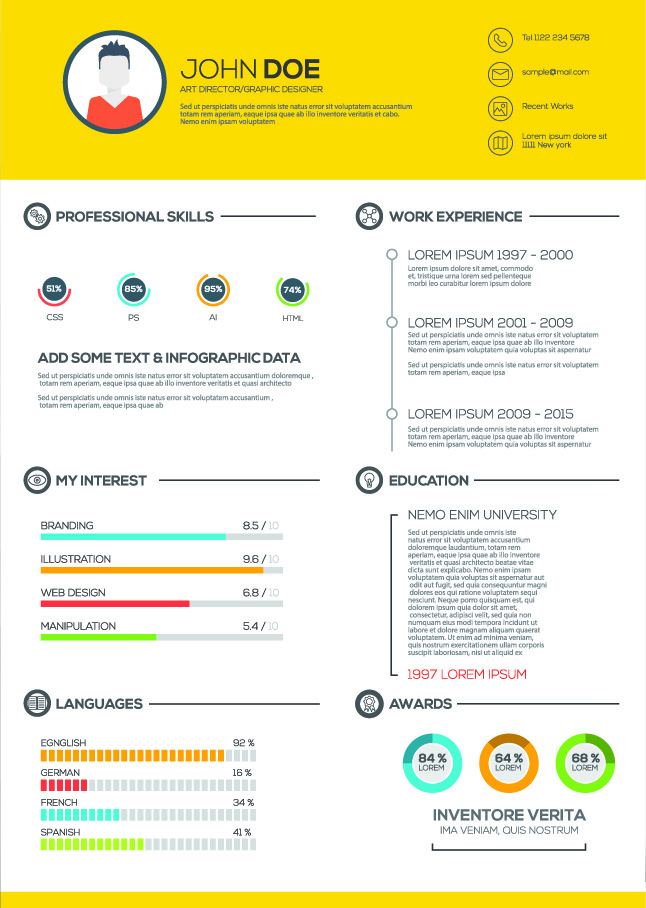 JOHN DOE
ART DIRECTOR/GRAPHIC DESIGNER
Sed ut perspiciatis unde omnis iste natus error sit voluptatem accusantium
totam rem aperiam, eaque ipsa quae ab illo inventore veritatis et cabo.
Nemo enim ipsam voluptatem
Tel 1122 234 5678
sample@mail.com
Recent Works
Lorem ipsum dolore sit
11111 New york
PROFESSIONAL SKILLS
51%
85%
95%
74%
CSS
PS
AI
HTML
ADD SOME TEXT & INFOGRAPHIC DATA
Sed ut perspiciatis unde omnis iste natus error sit voluptatem accusantium doloremque ,
totam rem aperiam, eaque ipsa quae ab illo inventore veritatis et quasi architecto
Sed ut perspiciatis unde omnis iste natus error sit voluptatem accusantium ,
totam rem aperiam, eaque ipsa quae ab
WORK EXPERIENCE
LOREM IPSUM 1997 - 2000
Lorem ipsum dolore sit amet, commodo
et, tristique urna diam sed pellenteque
morbi leo curabitur lorem ipsum dolore
LOREM IPSUM 2001 - 2009
Sed ut perspiciatis unde omnis iste natus error sit voluptatem
totam rem aperiam, eaque ipsa quae ab illo inventore
Nemo enim ipsam voluptatem quia voluptas sit aspernatur
Sed ut perspiciatis unde omnis iste natus error sit voluptatem
totam rem aperiam, eaque ipsa
LOREM IPSUM 2009 - 2015
Sed ut perspiciatis unde omnis iste natus error sit voluptatem
totam rem aperiam, eaque ipsa quae ab illo inventore
Nemo enim ipsam voluptatem quia voluptas sit aspernatur
MY INTEREST
BRANDING 8.5 / 10
ILLUSTRATION 9.6 / 10
WEB DESIGN 6.8 / 10
MANIPULATION 5.4 / 10
EDUCATION
NEMO ENIM UNIVERSITY
Sed ut perspiciatis unde omnis iste
natus error sit voluptatem accusantium
doloremque laudantium, totam rem
aperiam, eaque ipsa quae ab illo inventore
veritatis et quasi architecto beatae vitae
dicta sunt explicabo. Nemo enim ipsam
voluptatem quia voluptas sit aspernatur aut
odit aut fugit, sed quia consequuntur magni
dolores eos qui ratione voluptatem sequi
nesciunt. Neque porro quisquam est, qui
dolorem ipsum quia dolor sit amet,
consectetur, adipisci velit, sed quia non
numquam eius modi tempora incidunt ut
labore et dolore magnam aliquam quaerat
voluptatem. Ut enim ad minima veniam,
quis nostrum exercitationem ullam corporis
suscipit laboriosam, nisi ut aliquid ex
1997 LOREM IPSUM
LANGUAGES
EGNGLISH 92 %
GERMAN 16 %
FRENCH 34 %
SPANISH 41 %
AWARDS
84 %
LOREM
64 %
LOREM
68 %
LOREM
INVENTORE VERITA
IMA VENIAM, QUIS NOSTRUM